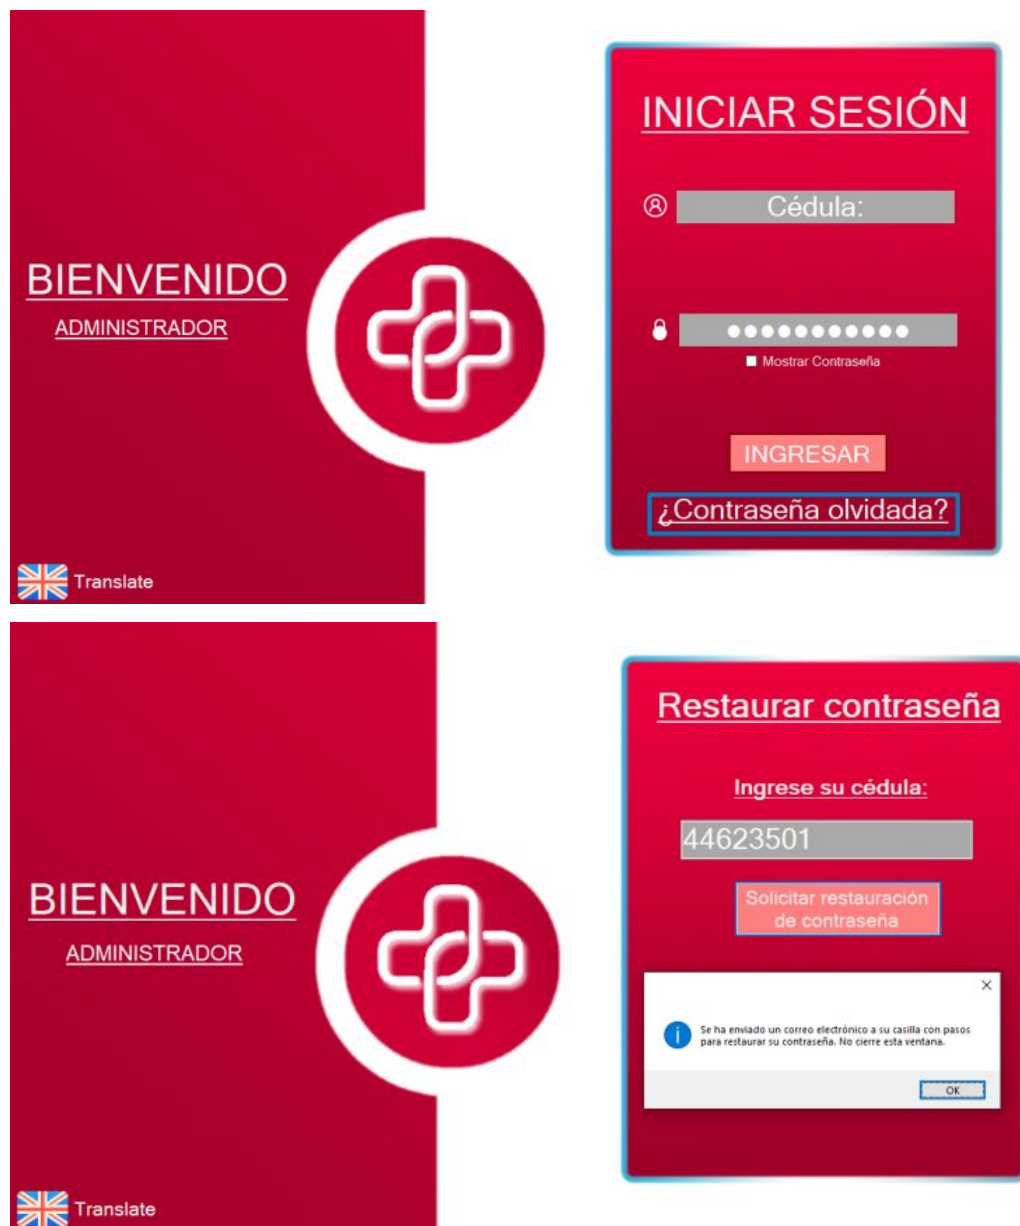 INICIAR SESIÓN
Cédula:
BIENVENIDO
ADMINISTRADOR
Mostrar Contraseña
INGRESAR
¿Contraseña olvidada?
Translate
Restaurar contraseña
Ingrese su cédula:
44623501
Solicitar restauración
de contraseña
BIENVENIDO
ADMINISTRADOR
Se ha enviado un correo electrónico a su casilla con pasos
para restaurar su contraseña. No cierre esta ventana.
OK
Translate